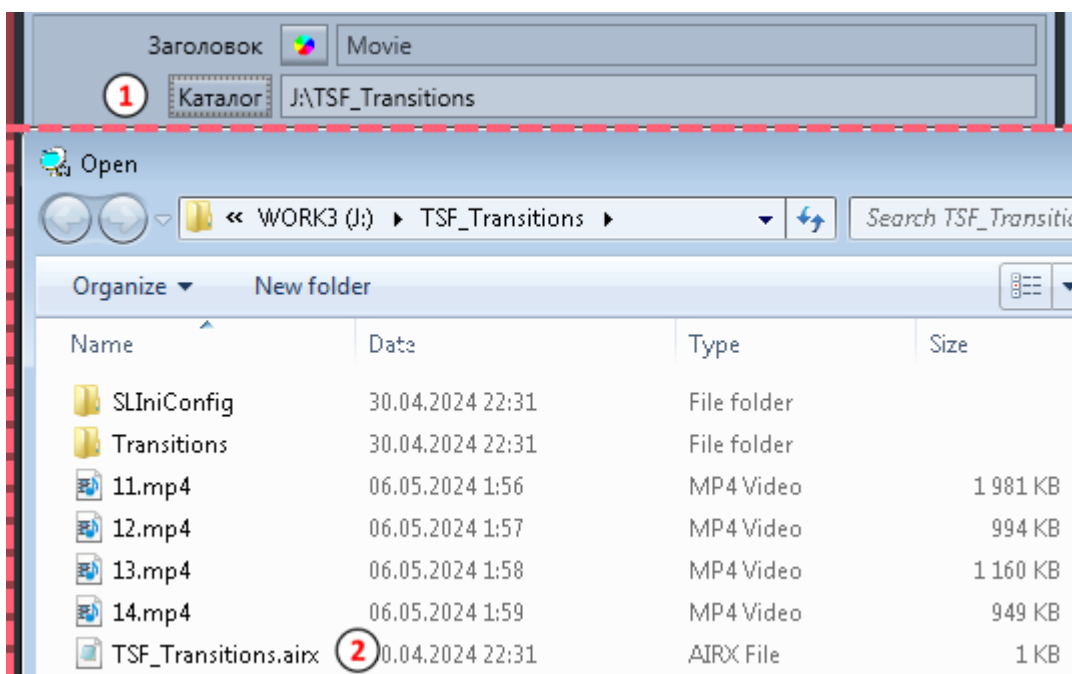 Заголовок Movie
1 Каталог J:\TSF_Transitions
Open
« WORK3 (J:) TSF_Transitions Search
Organize New folder
Name Date Type Size
SLIniConfig 30.04.2024 22:31 File folder
Transitions 30.04.2024 22:31 File folder
11.mp4 06.05.2024 1:56 MP4 Video 1 981 KB
12.mp4 06.05.2024 1:57 MP4 Video 994 KB
13.mp4 06.05.2024 1:58 MP4 Video 1 160 KB
14.mp4 06.05.2024 1:59 MP4 Video 949 KB
TSF_Transitions.airx 2 0.04.2024 22:31 AIRX File 1 KB